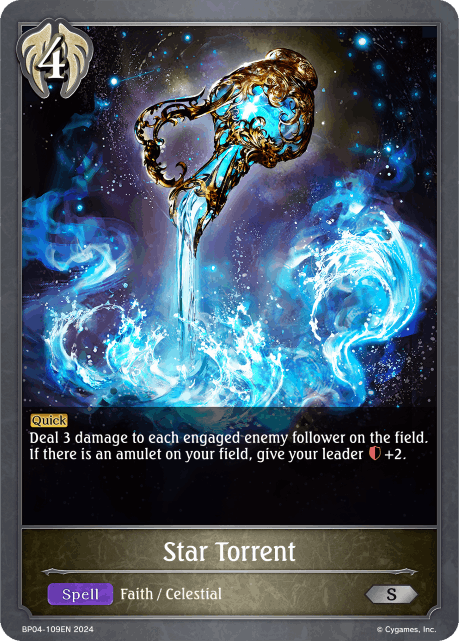 4
Quick
Deal 3 damage to each engaged enemy follower on the field.
If there is an amulet on your field, give your leader +2.
Star Torrent
Spell Faith / Celestial S
BP04-109EN 2024 © Cygames, Inc.